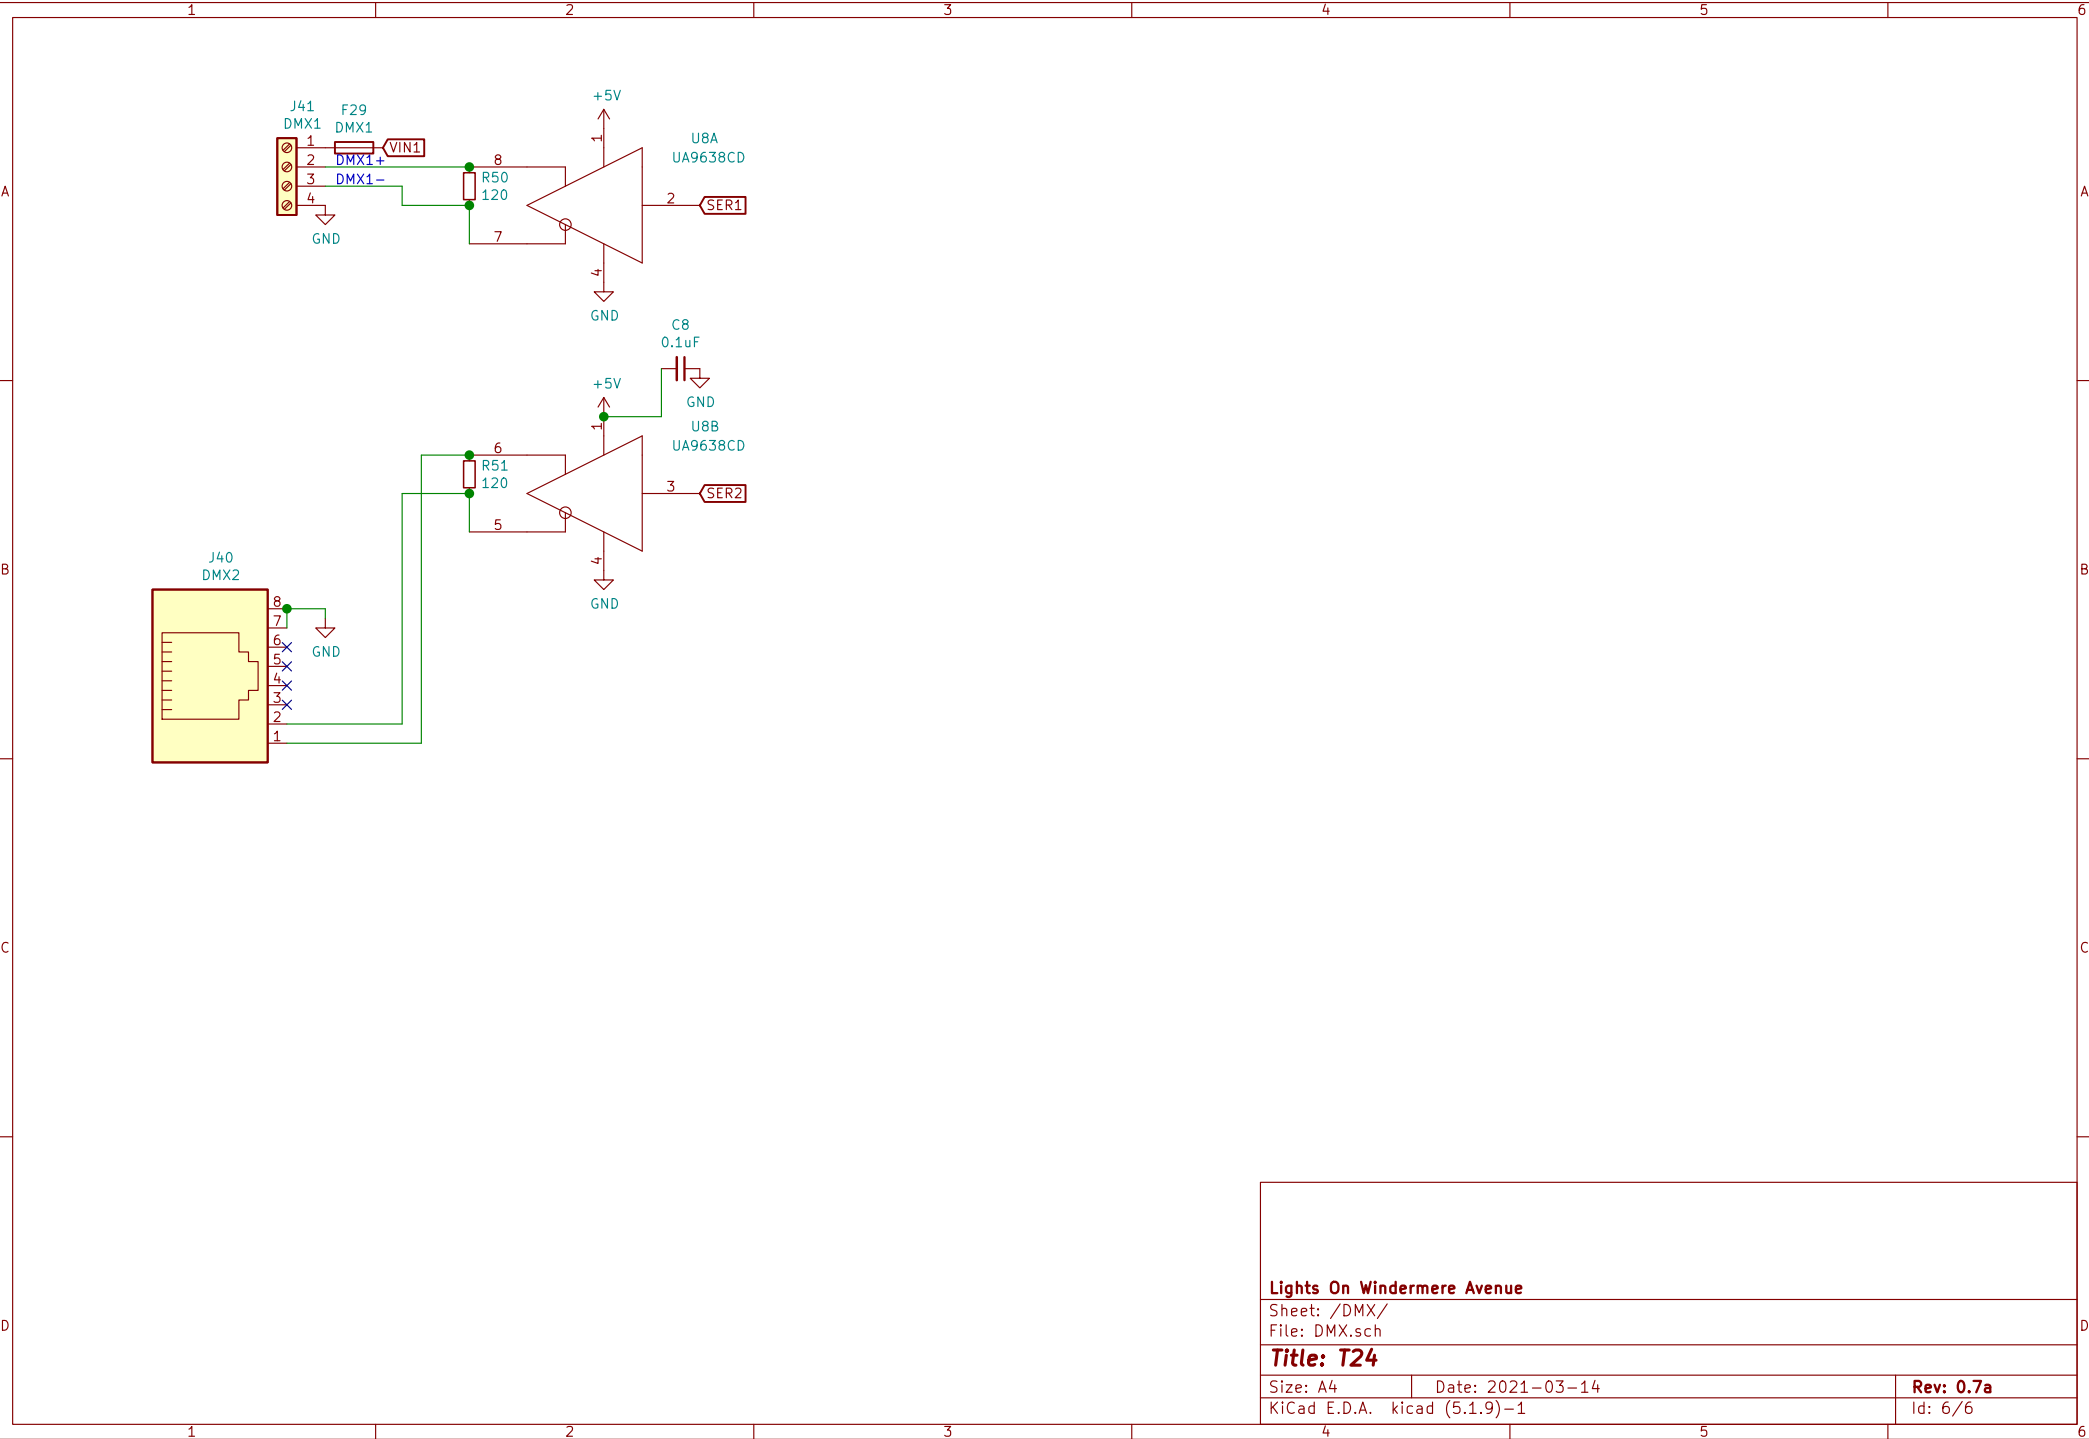 1 2 3 4 5 6
A A
B B
C C
D D
J41
DMX1
F29
DMX1
1
VIN1
2
DMX1+
3
DMX1-
4
GND
+5V
1
U8A
UA9638CD
8
R50
120
2
SER1
7
4
GND
C8
0.1uF
GND
+5V
1
U8B
UA9638CD
6
R51
120
3
SER2
5
4
GND
J40
DMX2
8
7
6
5
4
3
2
1
GND
Lights On Windermere Avenue
Sheet: /DMX/
File: DMX.sch
Title: T24
Size: A4 Date: 2021-03-14 Rev: 0.7a
KiCad E.D.A. kicad (5.1.9)-1 Id: 6/6
1 2 3 4 5 6